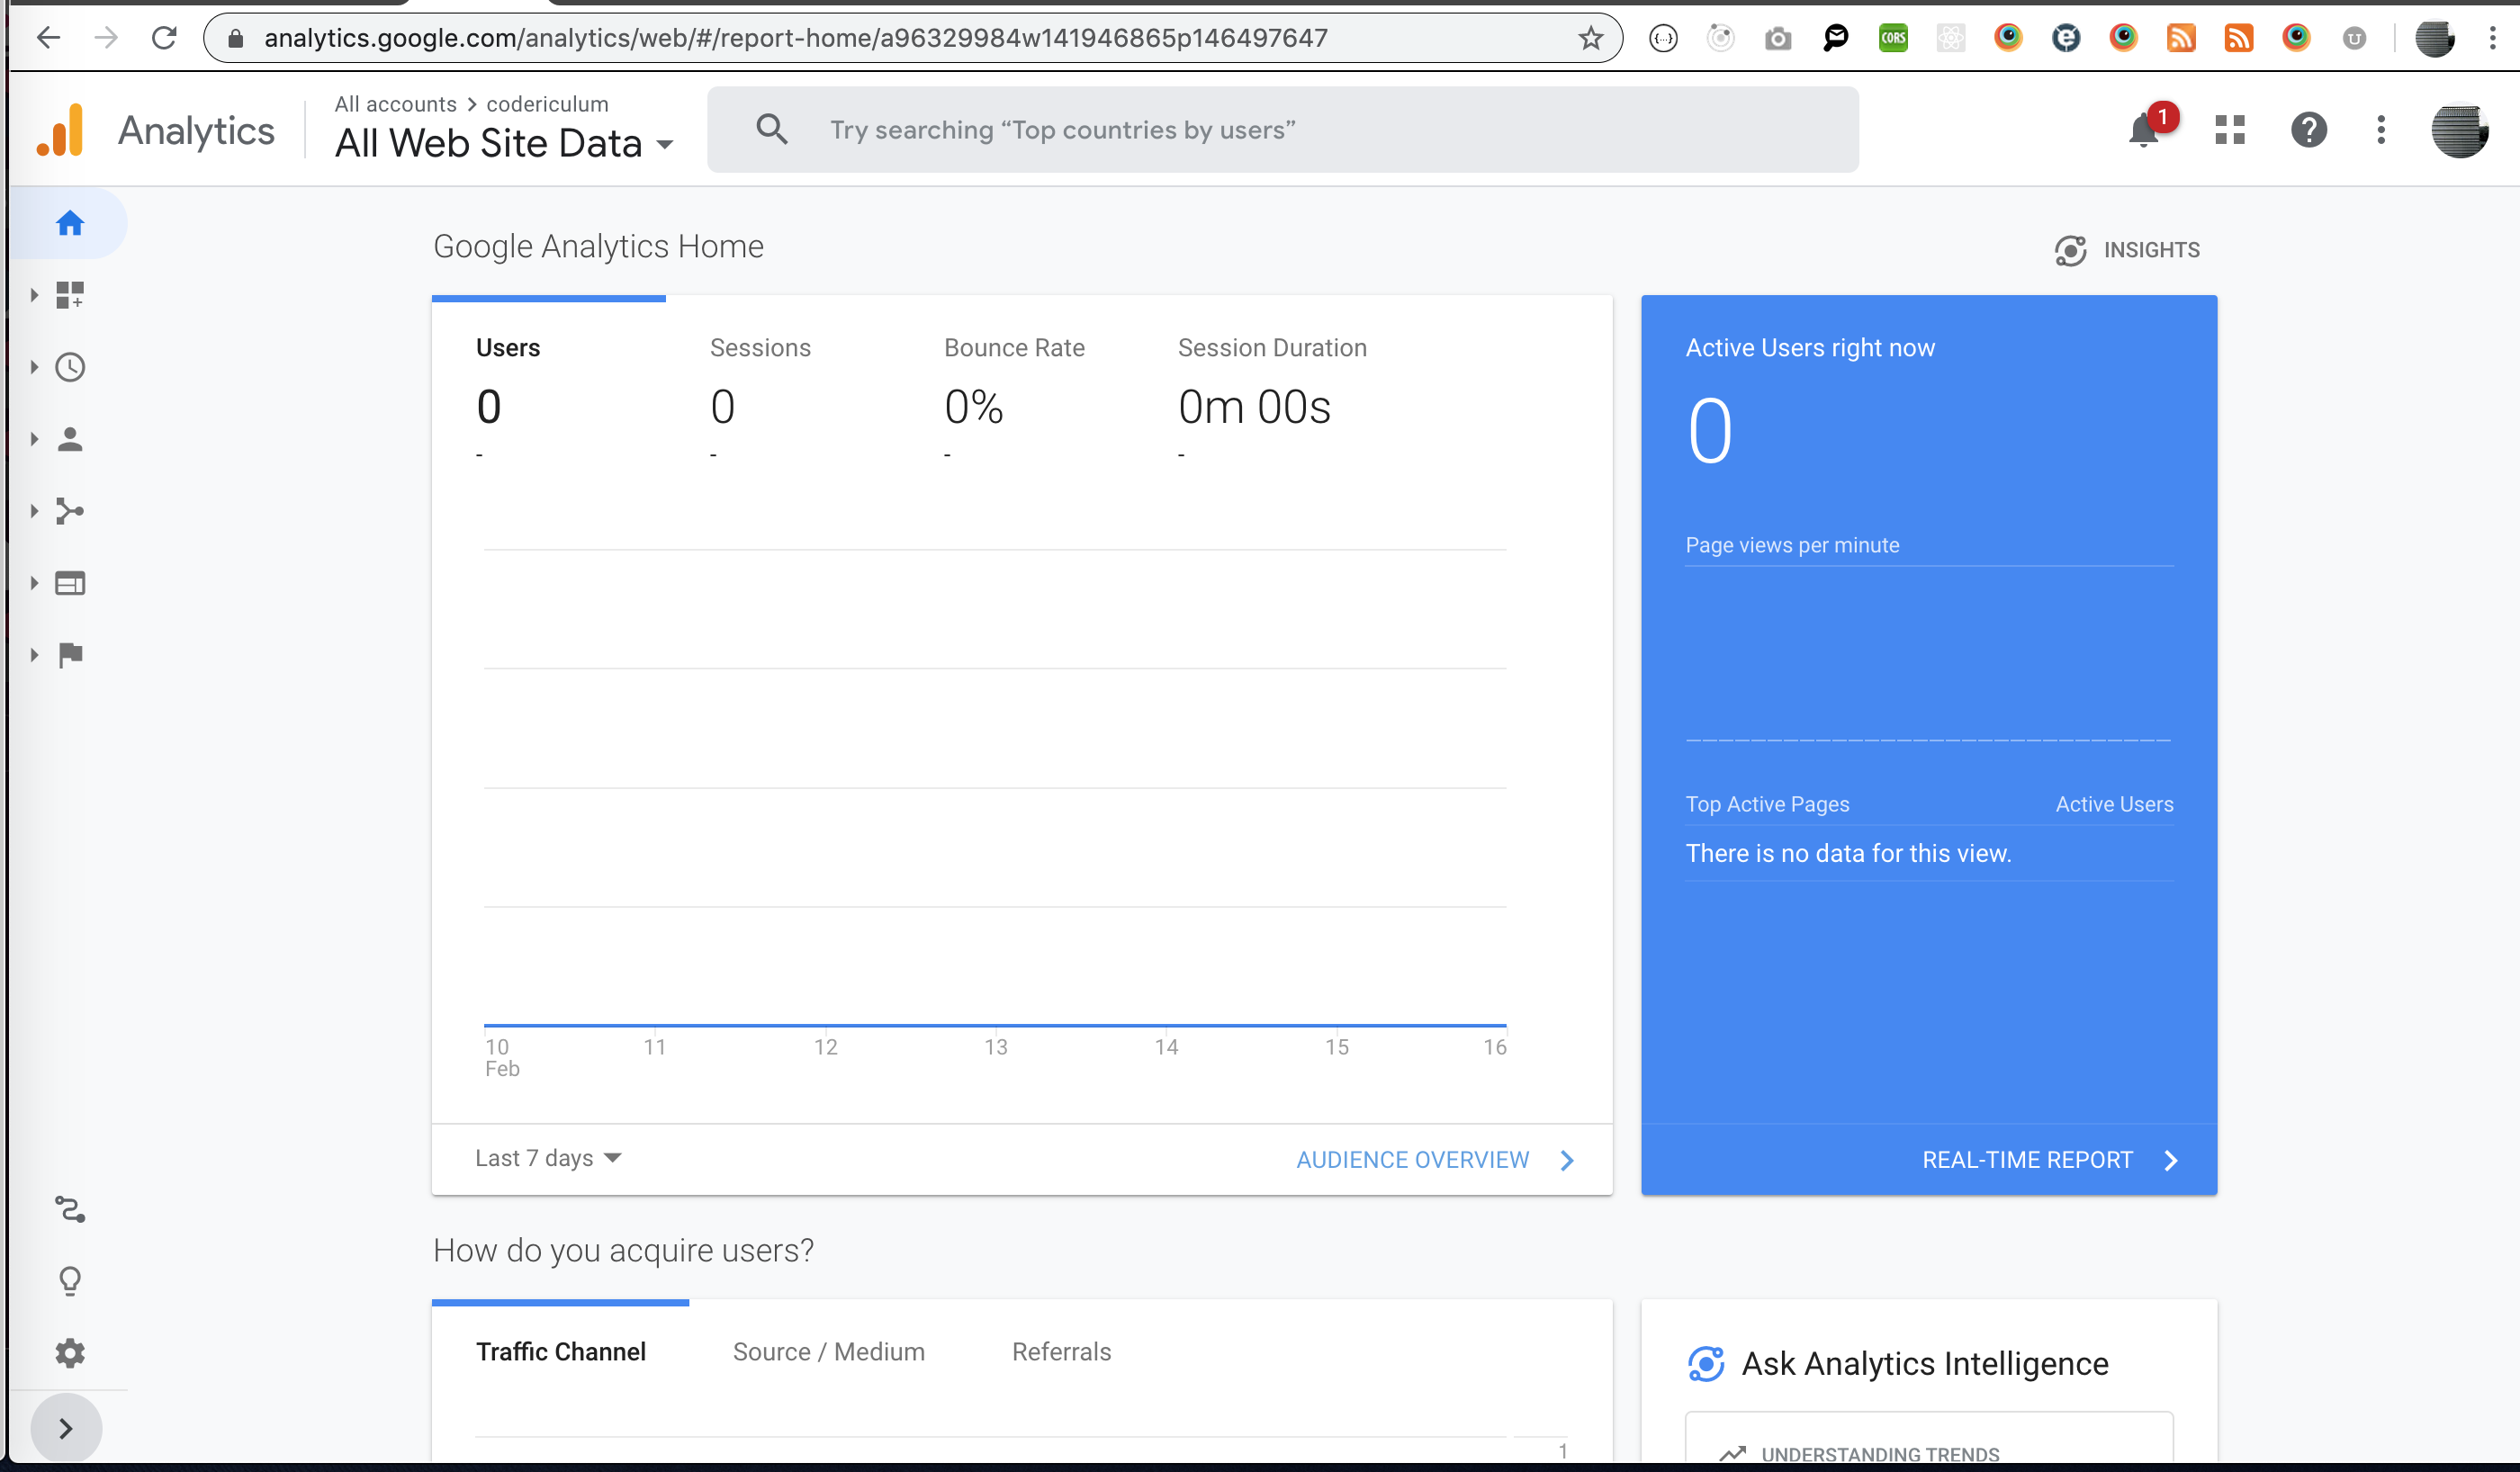 analytics.google.com/analytics/web/#/report-home/a96329984w141946865p146497647
CORS
Analytics
All accounts > codericulum
All Web Site Data
Try searching “Top countries by users”
1
Google Analytics Home
INSIGHTS
Users
Sessions
Bounce Rate
Session Duration
0
0
0%
0m 00s
-
-
-
-
10
Feb
11
12
13
14
15
16
Last 7 days
AUDIENCE OVERVIEW
Active Users right now
0
Page views per minute
Top Active Pages
Active Users
There is no data for this view.
REAL-TIME REPORT
How do you acquire users?
Traffic Channel
Source / Medium
Referrals
1
Ask Analytics Intelligence
UNDERSTANDING TRENDS